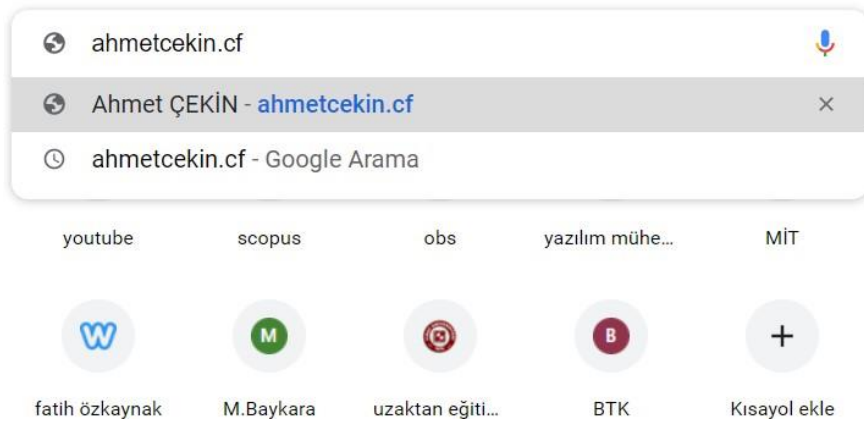 ahmetcekin.cf
Ahmet ÇEKİN - ahmetcekin.cf
ahmetcekin.cf - Google Arama
youtube scopus obs yazılım mühe... MİT
W M B
fatih özkaynak M.Baykara uzaktan eğiti... BTK Kısayol ekle